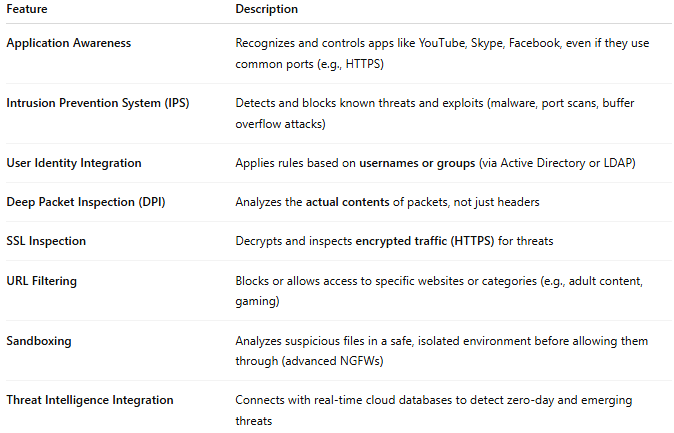 Feature Description
Application Awareness Recognizes and controls apps like YouTube, Skype, Facebook, even if they use
common ports (e.g., HTTPS)
Intrusion Prevention System (IPS) Detects and blocks known threats and exploits (malware, port scans, buffer
overflow attacks)
User Identity Integration Applies rules based on usernames or groups (via Active Directory or LDAP)
Deep Packet Inspection (DPI) Analyzes the actual contents of packets, not just headers
SSL Inspection Decrypts and inspects encrypted traffic (HTTPS) for threats
URL Filtering Blocks or allows access to specific websites or categories (e.g., adult content,
gaming)
Sandboxing Analyzes suspicious files in a safe, isolated environment before allowing them
through (advanced NGFWs)
Threat Intelligence Integration Connects with real-time cloud databases to detect zero-day and emerging
threats